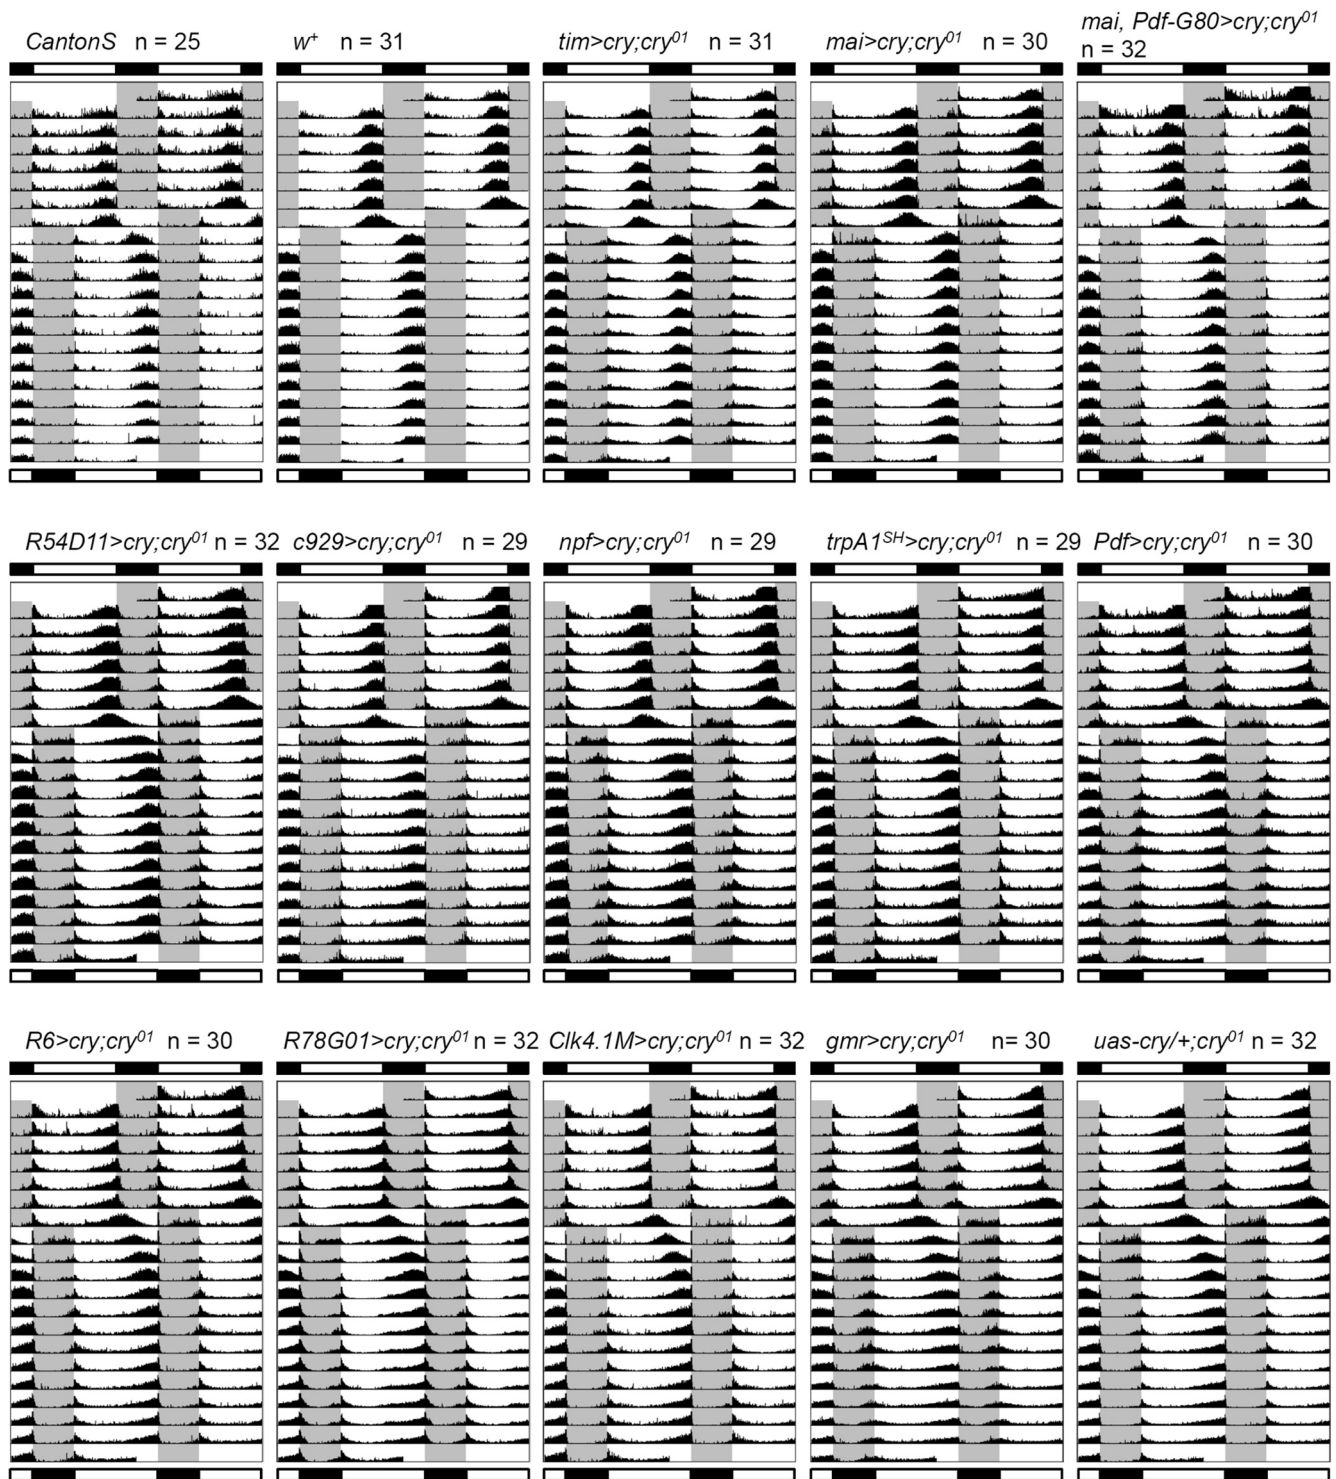 CantonS n = 25
w⁺ n = 31
tim>cry;cry⁰¹ n = 31
mai>cry;cry⁰¹ n = 30
mai, Pdf-G80>cry;cry⁰¹
n = 32
R54D11>cry;cry⁰¹ n = 32
c929>cry;cry⁰¹ n = 29
npf>cry;cry⁰¹ n = 29
trpA1ˢᴴ>cry;cry⁰¹ n = 29
Pdf>cry;cry⁰¹ n = 30
R6>cry;cry⁰¹ n = 30
R78G01>cry;cry⁰¹ n = 32
Clk4.1M>cry;cry⁰¹ n = 32
gmr>cry;cry⁰¹ n= 30
uas-cry/+;cry⁰¹ n = 32